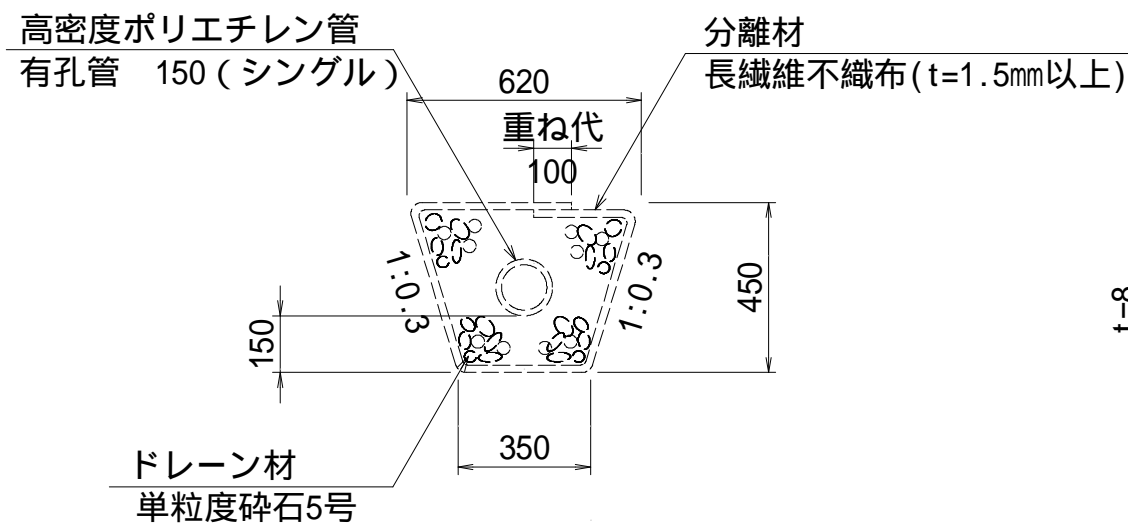 高密度ポリエチレン管
有孔管　150（シングル）
分離材
長繊維不織布(t=1.5mm以上)
620
重ね代
100
1:0.3
1:0.3
450
150
350
ドレーン材
単粒度砕石5号
t=8